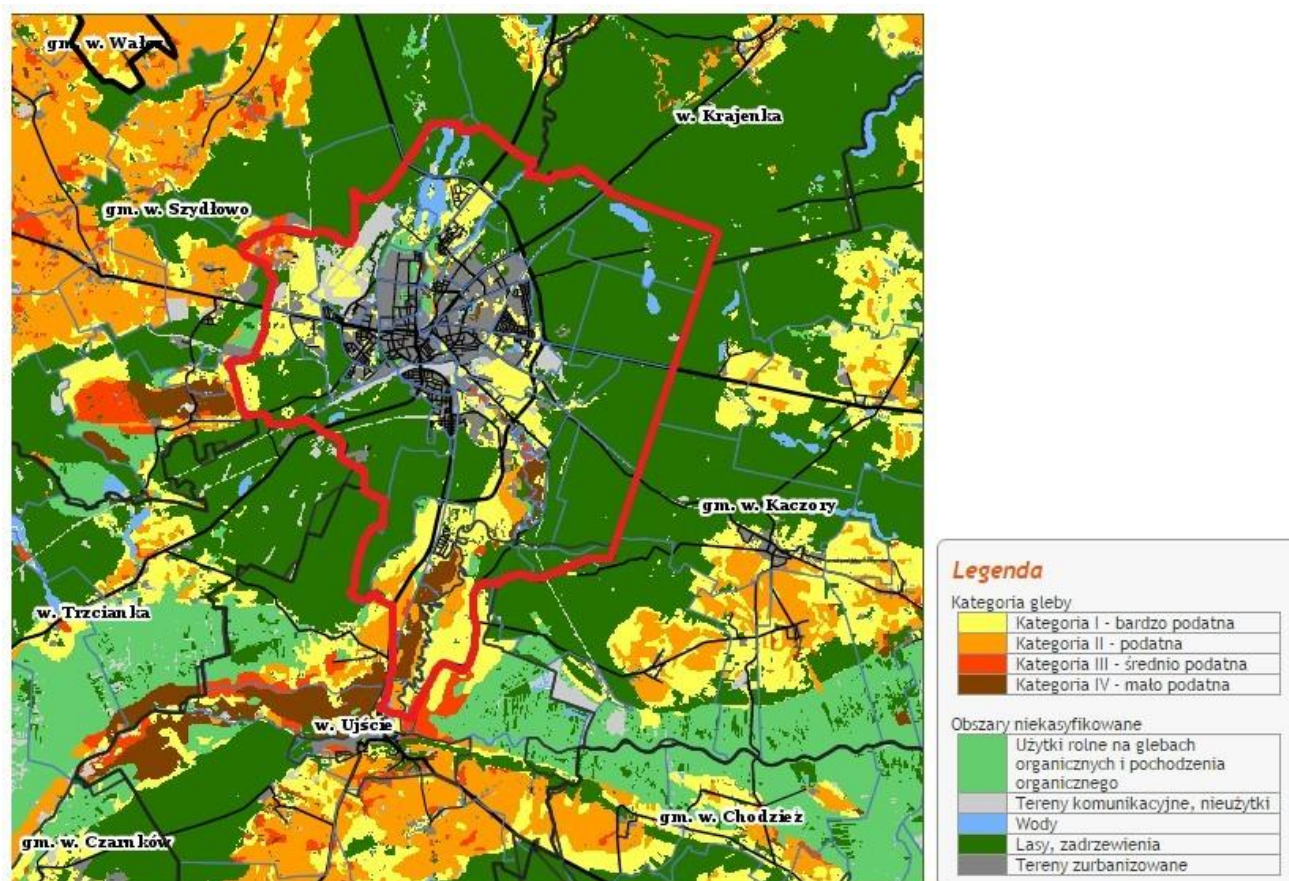 gm. w. Wałcz
w. Krajenka
gm. w. Szydłowo
gm. w. Kaczory
w. Trzcianka
w. Ujście
gm. w. Chodzież
gm. w. Czarnków
Legenda
Kategoria gleby
Kategoria I - bardzo podatna
Kategoria II - podatna
Kategoria III - średnio podatna
Kategoria IV - mało podatna
Obszary niekasyfikowane
Użytki rolne na glebach
organicznych i pochodzenia
organicznego
Tereny komunikacyjne, nieużytki
Wody
Lasy, zadrzewienia
Tereny zurbanizowane